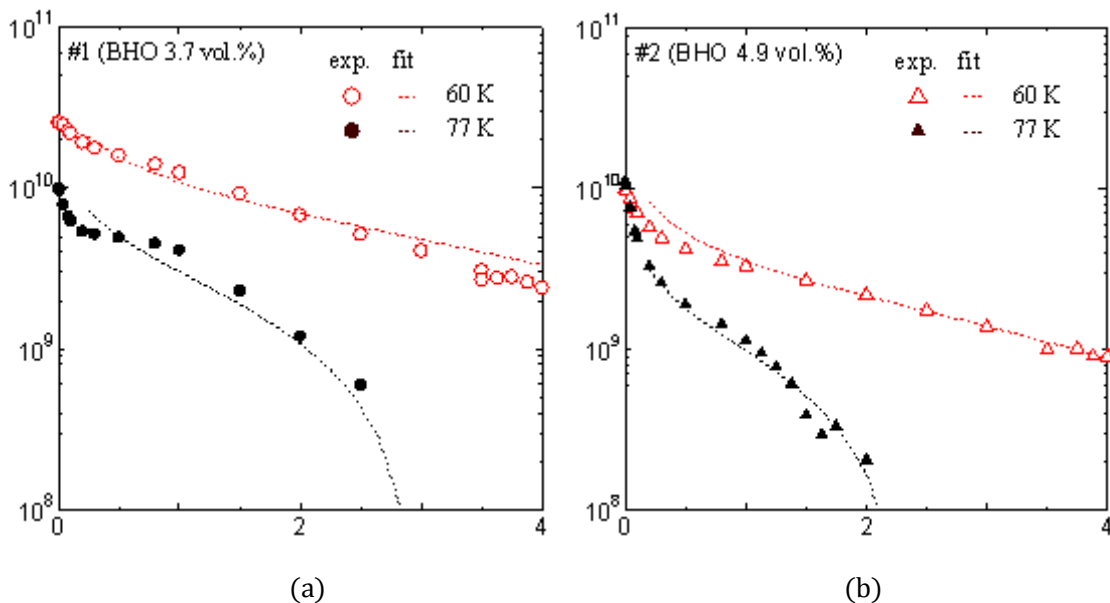 10^11
#1 (BHO 3.7 vol.%)
exp. fit
60 K
77 K
10^10
10^9
10^8
0 2 4
(a)
10^11
#2 (BHO 4.9 vol.%)
exp. fit
60 K
77 K
10^10
10^9
10^8
0 2 4
(b)